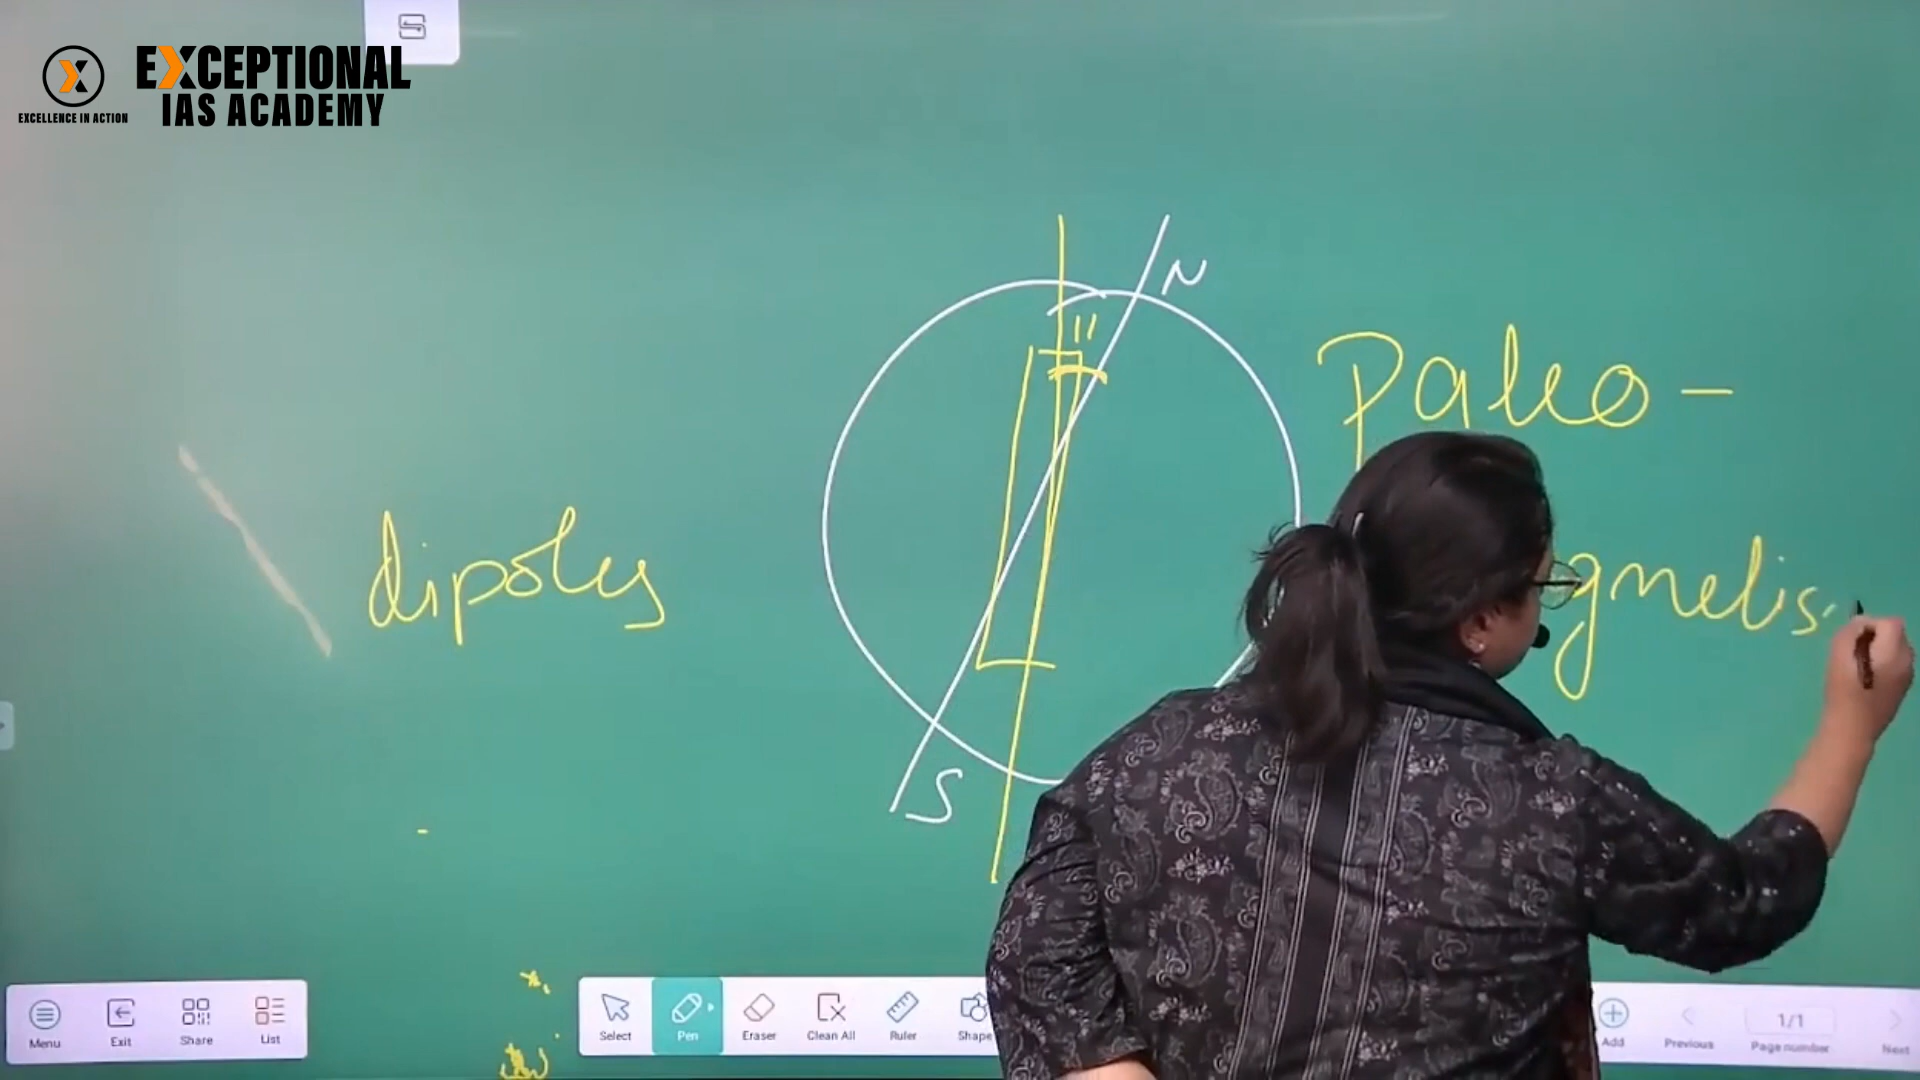 EXCEPTIONAL
IAS ACADEMY
EXCELLENCE IN ACTION
N
11
Paleo -
gnetis
dipoles
S
Menu
Exit
Share
List
Select
Pen
Eraser
Clean All
Ruler
Shape
Add
Previous
1/1
Page number
Next